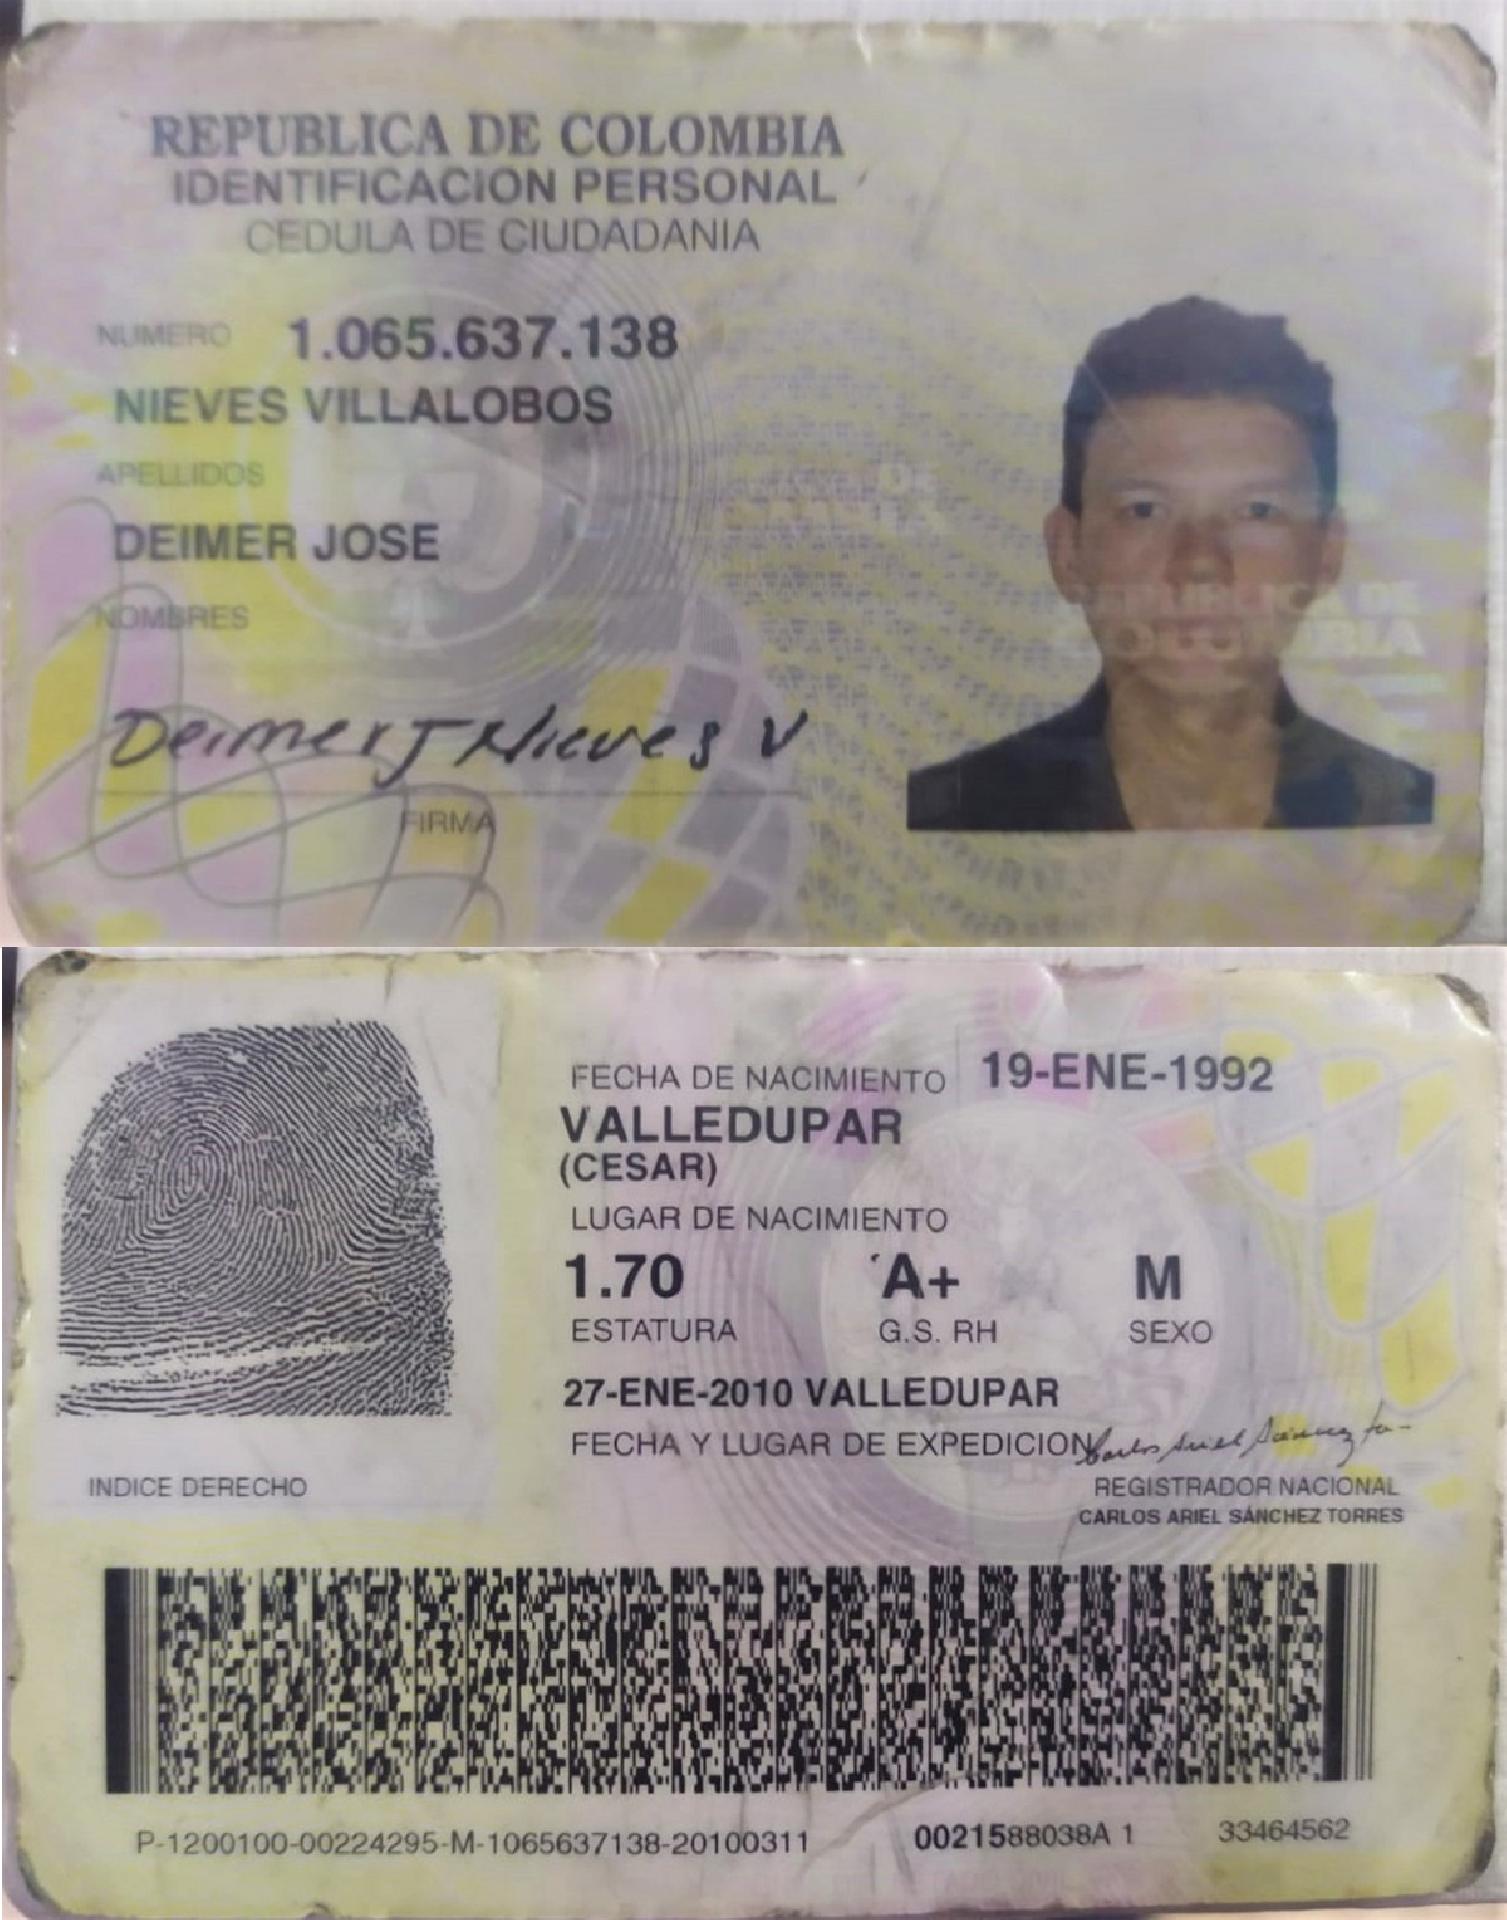 REPUBLICA DE COLOMBIA
IDENTIFICACION PERSONAL
CEDULA DE CIUDADANIA
NUMERO 1.065.637.138
NIEVES VILLALOBOS
APELLIDOS
DEIMER JOSE
NOMBRES
Deimer J Nieves V
FIRMA
REPUBLICA DE
COLOMBIA
FECHA DE NACIMIENTO 19-ENE-1992
VALLEDUPAR
(CESAR)
LUGAR DE NACIMIENTO
1.70 A+ M
ESTATURA G.S. RH SEXO
27-ENE-2010 VALLEDUPAR
FECHA Y LUGAR DE EXPEDICION
INDICE DERECHO
REGISTRADOR NACIONAL
CARLOS ARIEL SÁNCHEZ TORRES
P-1200100-00224295-M-1065637138-20100311 0021588038A 1 33464562